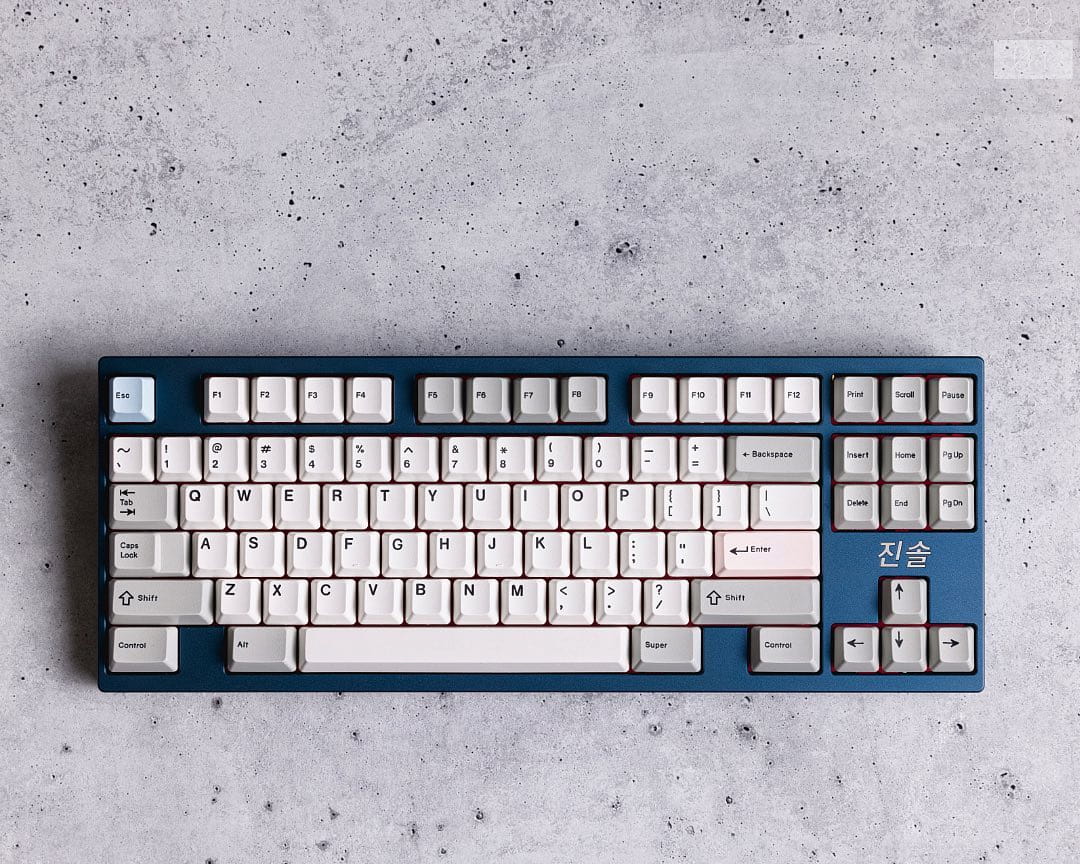 Esc F1 F2 F3 F4 F5 F6 F7 F8 F9 F10 F11 F12 Print Scroll Pause
~ ! @ # $ % ^ & * ( ) — + ← Backspace Insert Home Pg Up
` 1 2 3 4 5 6 7 8 9 0 - =
Tab Q W E R T Y U I O P { } | Delete End Pg Dn
[ ] \
Caps Lock A S D F G H J K L : " ↵ Enter
; '
진솔
⇧ Shift Z X C V B N M < > ? ⇧ Shift ↑
, . /
Control Alt Super Control ← ↓ →